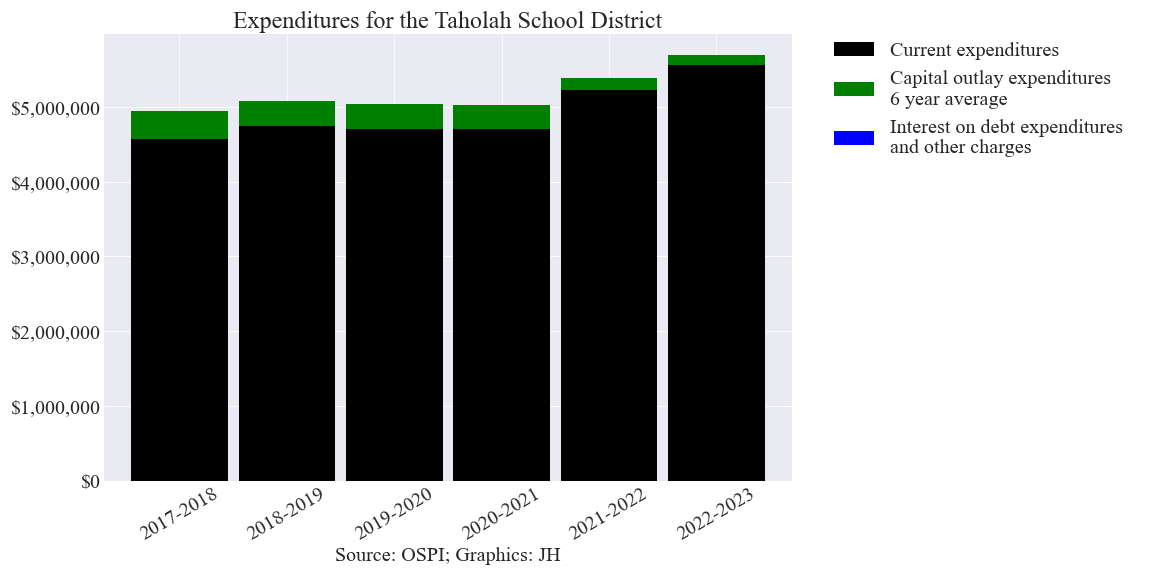 Expenditures for the Taholah School District
Current expenditures
Capital outlay expenditures
6 year average
Interest on debt expenditures
and other charges
$5,000,000
$4,000,000
$3,000,000
$2,000,000
$1,000,000
$0
2017-2018
2018-2019
2019-2020
2020-2021
2021-2022
2022-2023
Source: OSPI; Graphics: JH